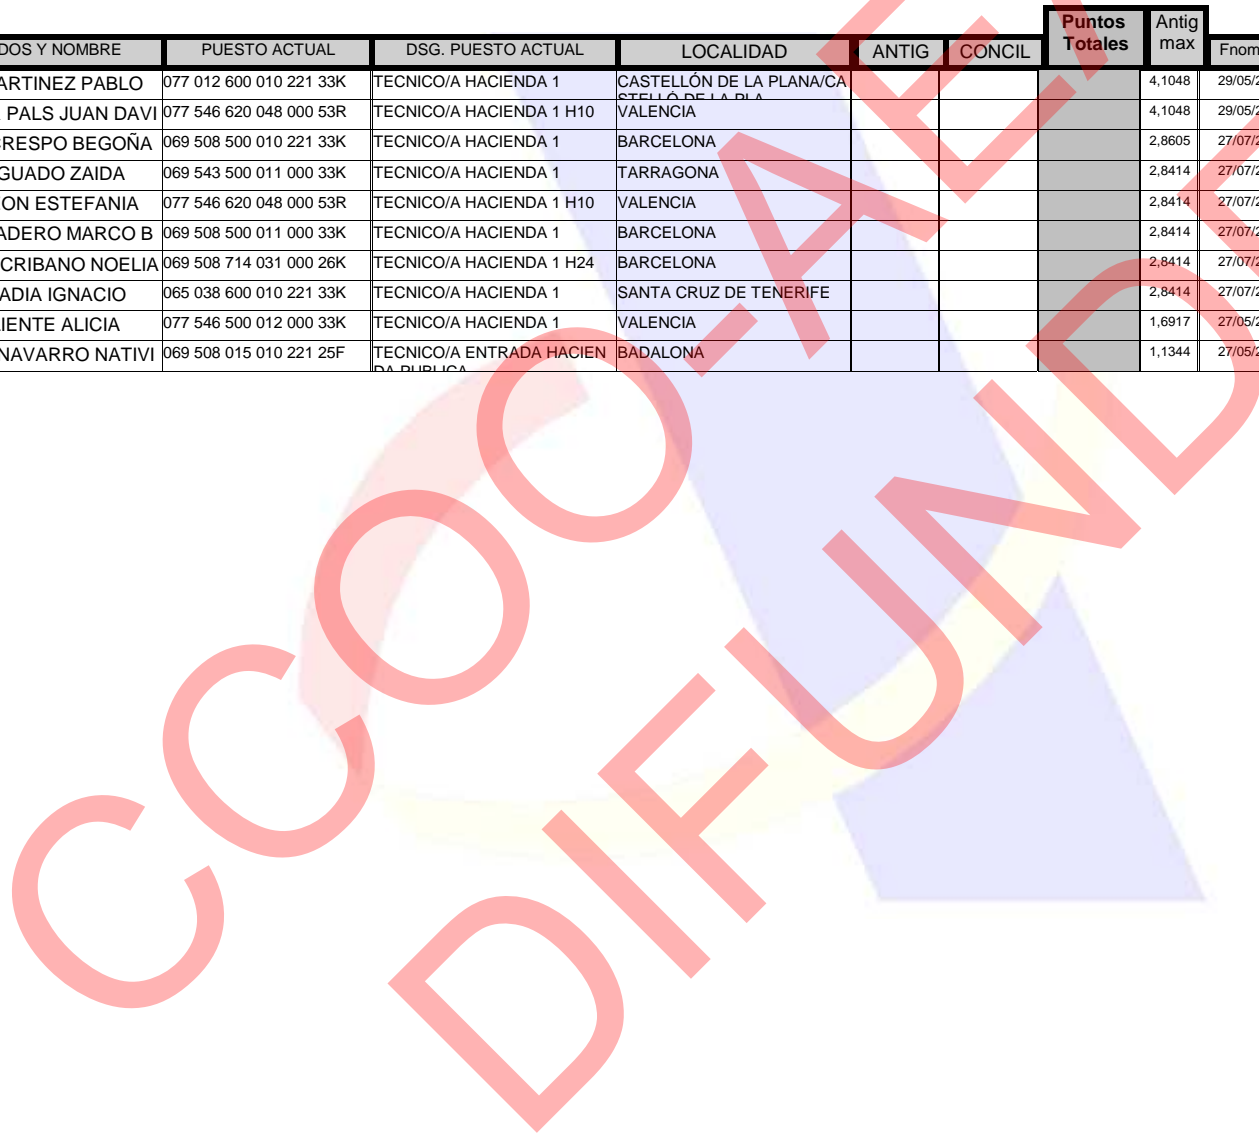 Puntos Totales Antig max
DOS Y NOMBRE PUESTO ACTUAL DSG. PUESTO ACTUAL LOCALIDAD ANTIG CONCIL Fnom
ARTINEZ PABLO 077 012 600 010 221 33K TECNICO/A HACIENDA 1 CASTELLÓN DE LA PLANA/CA 4,1048 29/05/2
STELLÓ DE LA PLA
PALS JUAN DAVI 077 546 620 048 000 53R TECNICO/A HACIENDA 1 H10 VALENCIA 4,1048 29/05/2
CRESPO BEGOÑA 069 508 500 010 221 33K TECNICO/A HACIENDA 1 BARCELONA 2,8605 27/07/2
GUADO ZAIDA 069 543 500 011 000 33K TECNICO/A HACIENDA 1 TARRAGONA 2,8414 27/07/2
ON ESTEFANIA 077 546 620 048 000 53R TECNICO/A HACIENDA 1 H10 VALENCIA 2,8414 27/07/2
ADERO MARCO B 069 508 500 011 000 33K TECNICO/A HACIENDA 1 BARCELONA 2,8414 27/07/2
CRIBANO NOELIA 069 508 714 031 000 26K TECNICO/A HACIENDA 1 H24 BARCELONA 2,8414 27/07/2
ADIA IGNACIO 065 038 600 010 221 33K TECNICO/A HACIENDA 1 SANTA CRUZ DE TENERIFE 2,8414 27/07/2
LIENTE ALICIA 077 546 500 012 000 33K TECNICO/A HACIENDA 1 VALENCIA 1,6917 27/05/2
NAVARRO NATIVI 069 508 015 010 221 25F TECNICO/A ENTRADA HACIEN BADALONA 1,1344 27/05/2
DA PUBLICA
CCOO-AEA
DIFUND